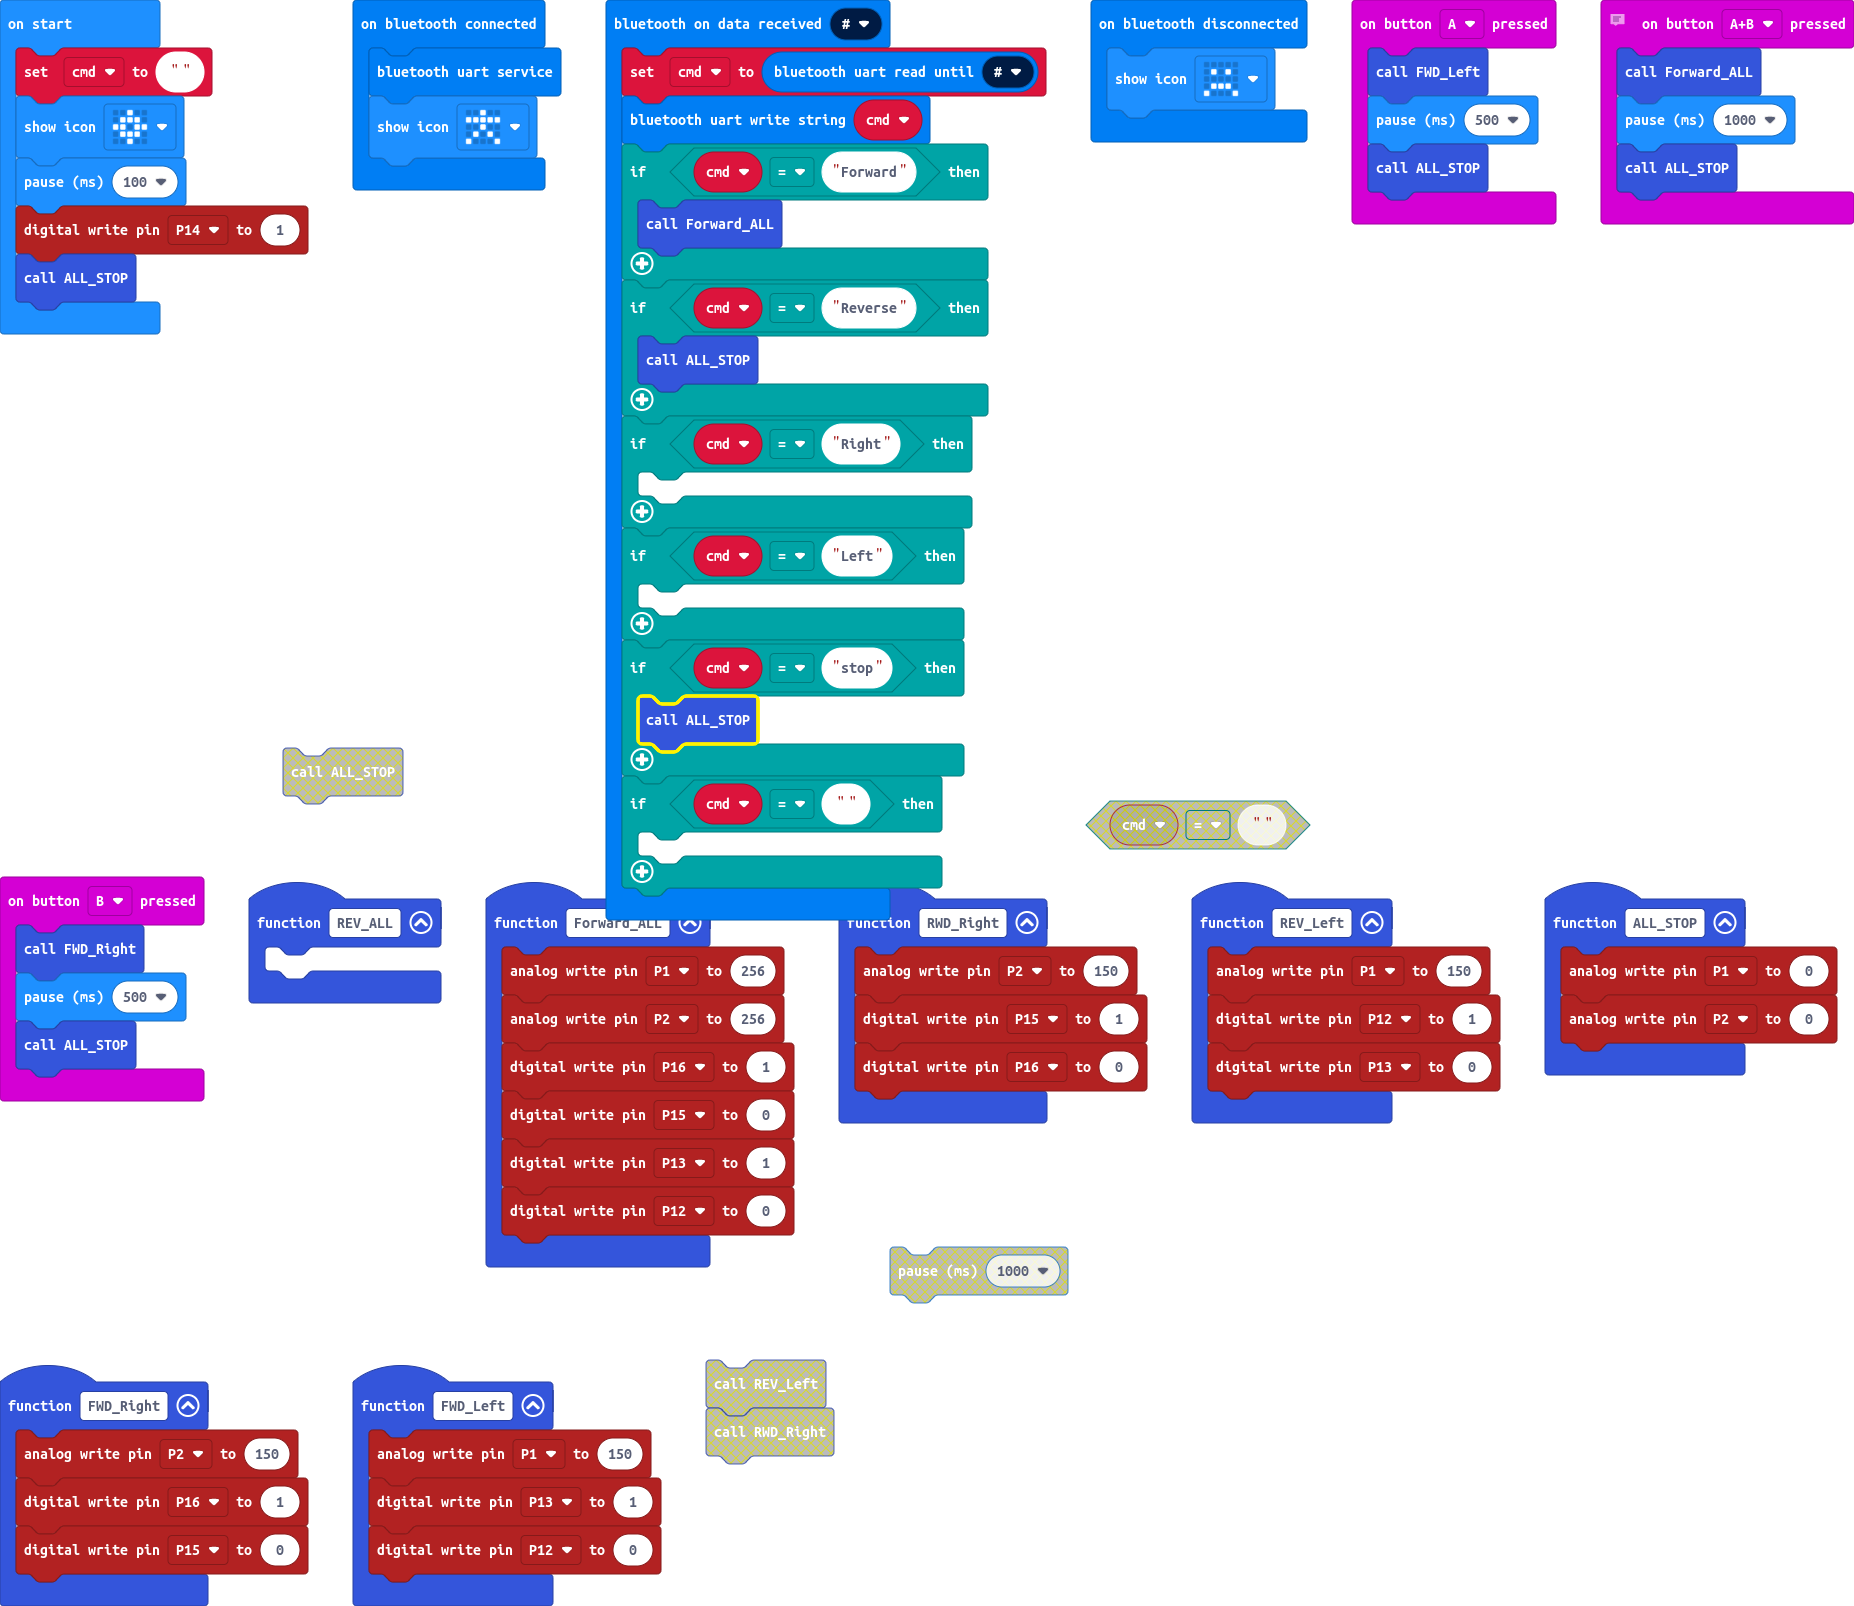 on start
set cmd to " "
show icon
pause (ms) 100
digital write pin P14 to 1
call ALL_STOP
on bluetooth connected
bluetooth uart service
show icon
bluetooth on data received #
set cmd to bluetooth uart read until #
bluetooth uart write string cmd
if cmd = "Forward" then
call Forward_ALL
if cmd = "Reverse" then
call ALL_STOP
if cmd = "Right" then
if cmd = "Left" then
if cmd = "stop" then
call ALL_STOP
if cmd = " " then
on bluetooth disconnected
show icon
on button A pressed
call FWD_Left
pause (ms) 500
call ALL_STOP
on button A+B pressed
call Forward_ALL
pause (ms) 1000
call ALL_STOP
call ALL_STOP
cmd = " "
on button B pressed
call FWD_Right
pause (ms) 500
call ALL_STOP
function REV_ALL
function Forward_ALL
analog write pin P1 to 256
analog write pin P2 to 256
digital write pin P16 to 1
digital write pin P15 to 0
digital write pin P13 to 1
digital write pin P12 to 0
function RWD_Right
analog write pin P2 to 150
digital write pin P15 to 1
digital write pin P16 to 0
function REV_Left
analog write pin P1 to 150
digital write pin P12 to 1
digital write pin P13 to 0
function ALL_STOP
analog write pin P1 to 0
analog write pin P2 to 0
pause (ms) 1000
function FWD_Right
analog write pin P2 to 150
digital write pin P16 to 1
digital write pin P15 to 0
function FWD_Left
analog write pin P1 to 150
digital write pin P13 to 1
digital write pin P12 to 0
call REV_Left
call RWD_Right